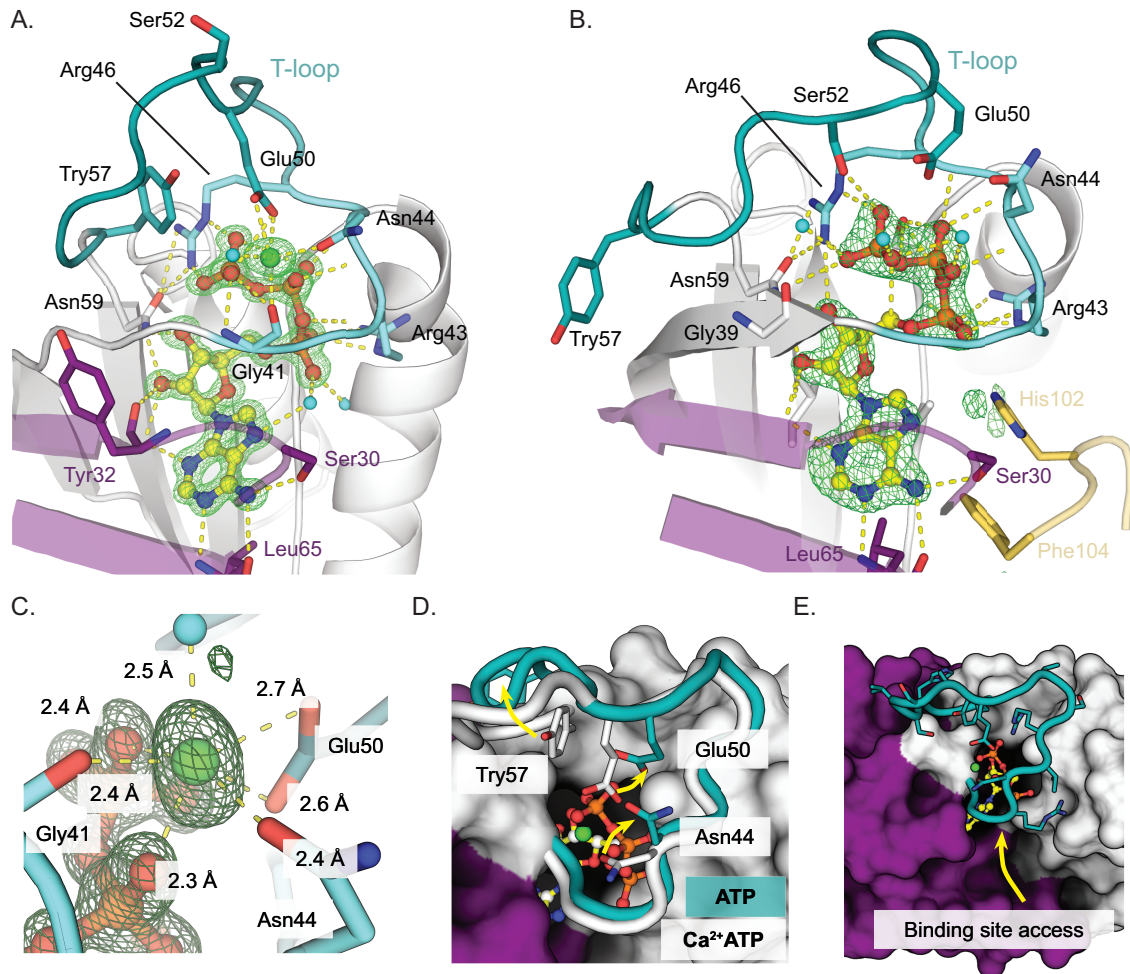 A.
Ser52
Arg46
T-loop
Try57
Glu50
Asn44
Asn59
Arg43
Gly41
Tyr32
Ser30
Leu65
B.
T-loop
Ser52
Arg46
Glu50
Asn44
Asn59
Gly39
Arg43
Try57
His102
Ser30
Phe104
Leu65
C.
2.5 Å
2.7 Å
2.4 Å
Glu50
2.4 Å
2.6 Å
Gly41
2.4 Å
2.3 Å
Asn44
D.
Try57
Glu50
Asn44
ATP
Ca²⁺ATP
E.
Binding site access